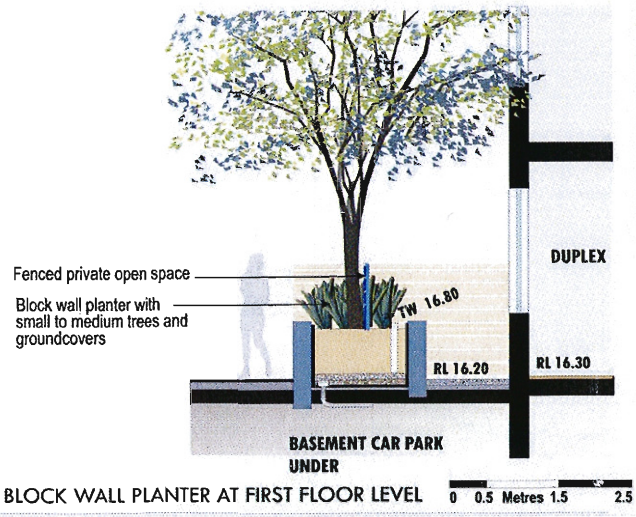 DUPLEX
Fenced private open space
Block wall planter with
small to medium trees and
groundcovers
TW 16.80
RL 16.20
RL 16.30
BASEMENT CAR PARK
UNDER
BLOCK WALL PLANTER AT FIRST FLOOR LEVEL
0 0.5 Metres 1.5 2.5